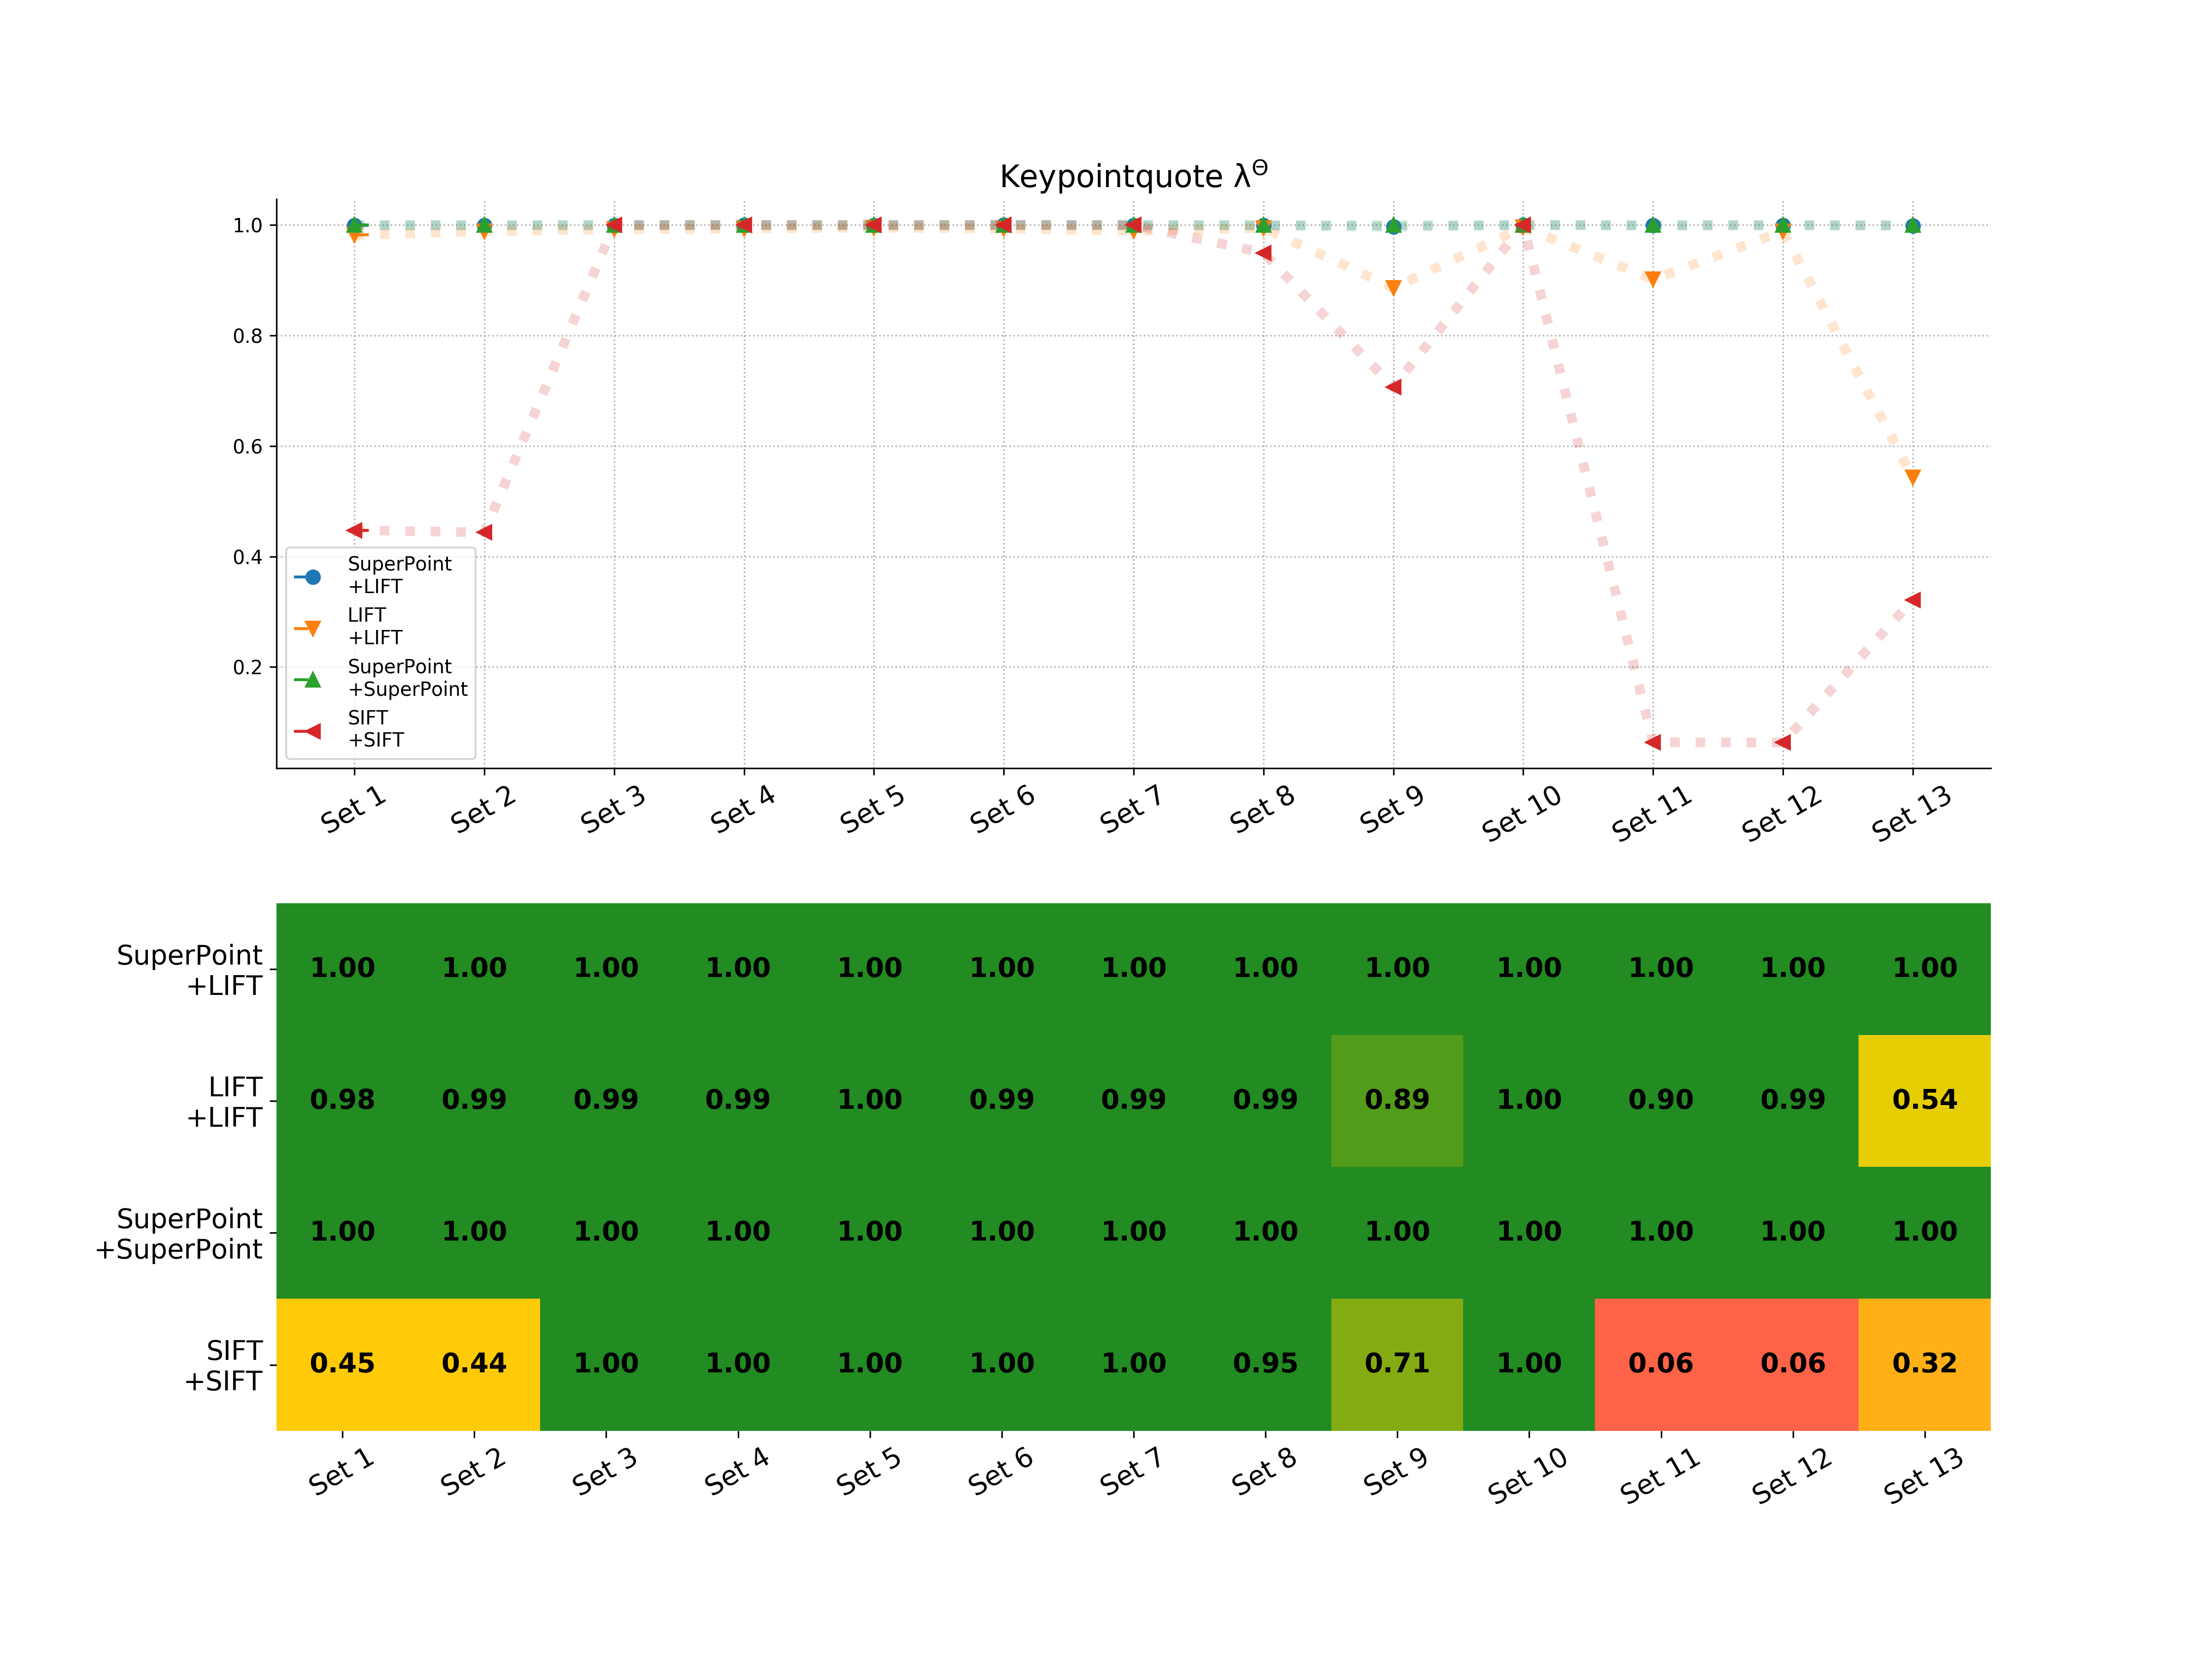 Keypointquote λ^Θ
1.0
0.8
0.6
0.4
0.2
SuperPoint
+LIFT
LIFT
+LIFT
SuperPoint
+SuperPoint
SIFT
+SIFT
Set 1 Set 2 Set 3 Set 4 Set 5 Set 6 Set 7 Set 8 Set 9 Set 10 Set 11 Set 12 Set 13
SuperPoint
+LIFT
1.00 1.00 1.00 1.00 1.00 1.00 1.00 1.00 1.00 1.00 1.00 1.00 1.00
LIFT
+LIFT
0.98 0.99 0.99 0.99 1.00 0.99 0.99 0.99 0.89 1.00 0.90 0.99 0.54
SuperPoint
+SuperPoint
1.00 1.00 1.00 1.00 1.00 1.00 1.00 1.00 1.00 1.00 1.00 1.00 1.00
SIFT
+SIFT
0.45 0.44 1.00 1.00 1.00 1.00 1.00 0.95 0.71 1.00 0.06 0.06 0.32
Set 1 Set 2 Set 3 Set 4 Set 5 Set 6 Set 7 Set 8 Set 9 Set 10 Set 11 Set 12 Set 13